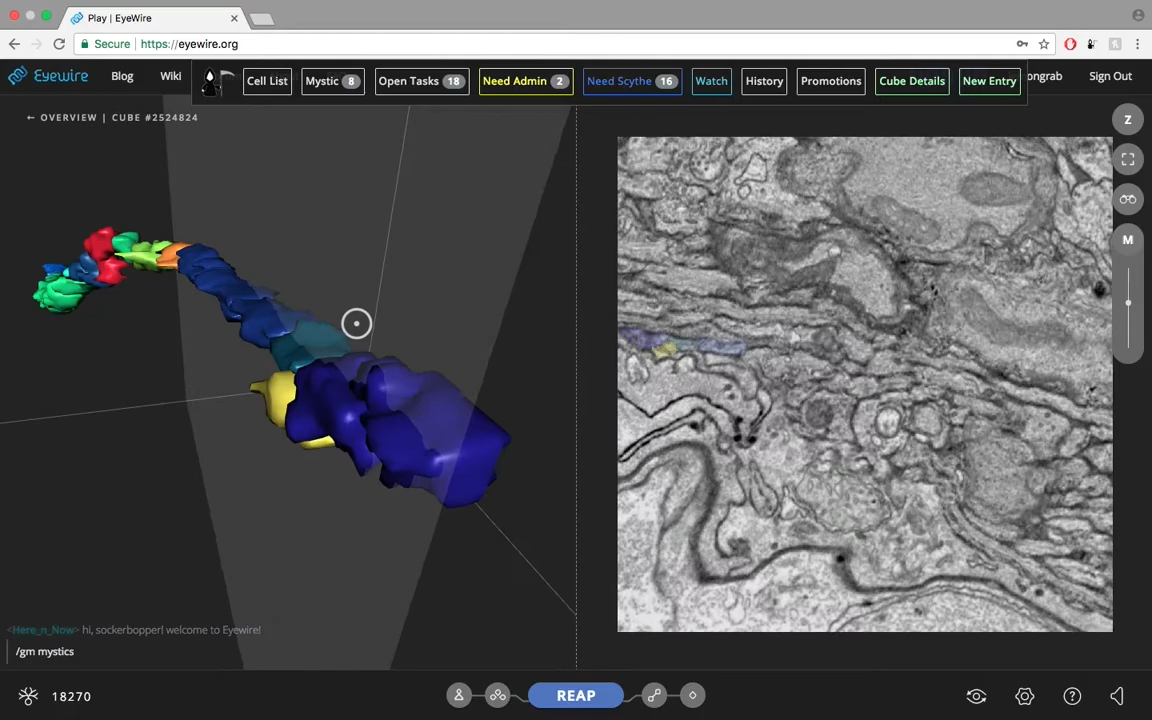 Play | EyeWire
Secure | https://eyewire.org
Eyewire
Blog
Wiki
Cell List
Mystic 8
Open Tasks 18
Need Admin 2
Need Scythe 16
Watch
History
Promotions
Cube Details
New Entry
ongrab
Sign Out
← OVERVIEW | CUBE #2524824
Z
M
<Here_n_Now> hi, sockerbopper! welcome to Eyewire!
/gm mystics
18270
REAP